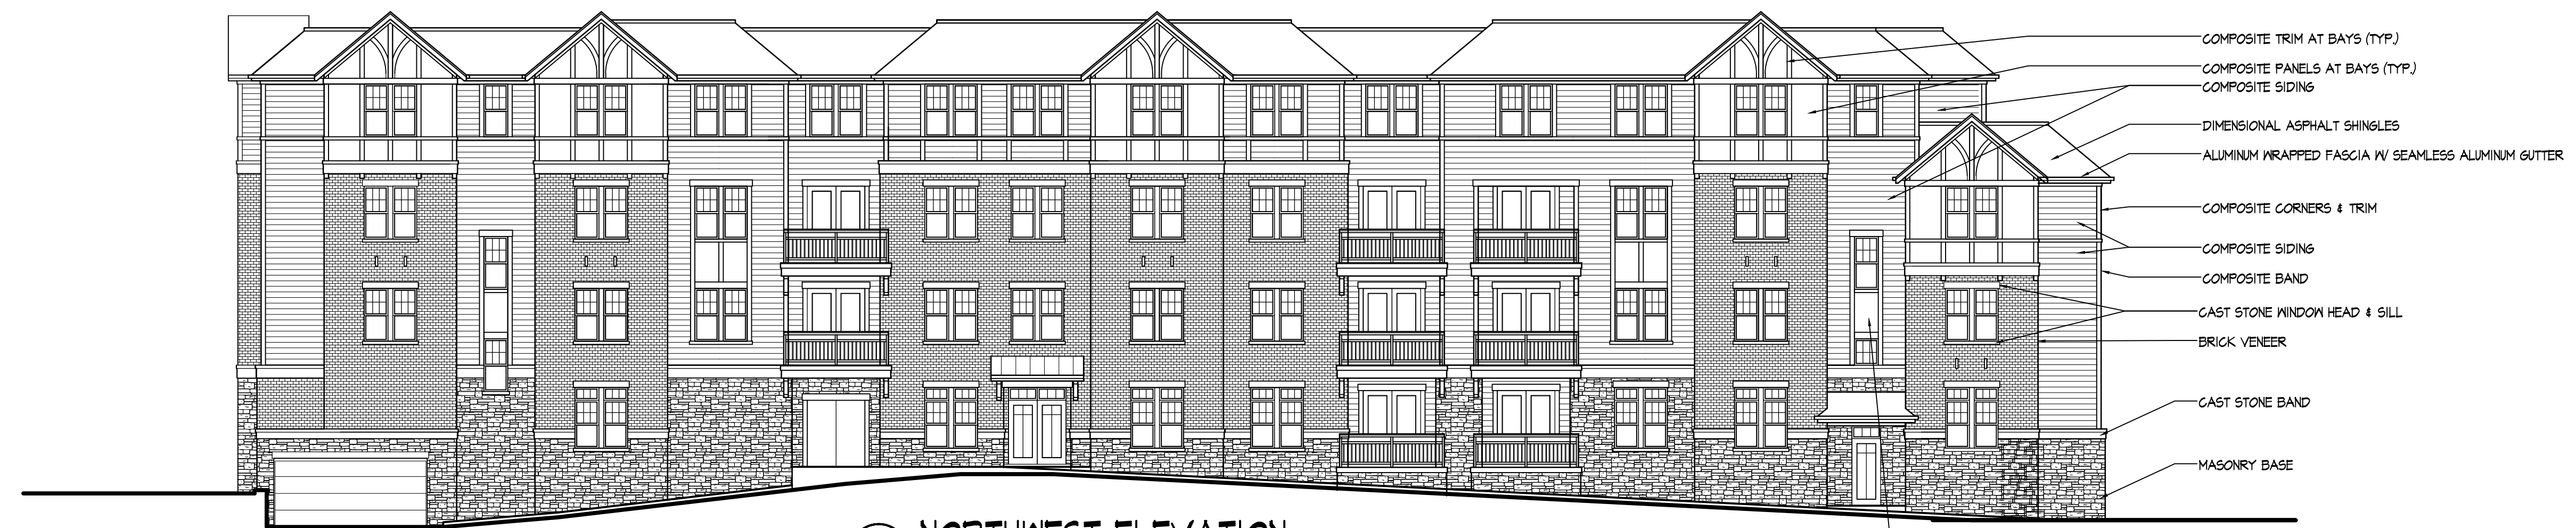 COMPOSITE TRIM AT BAYS (TYP.)
COMPOSITE PANELS AT BAYS (TYP.)
COMPOSITE SIDING
DIMENSIONAL ASPHALT SHINGLES
ALUMINUM WRAPPED FASCIA W/ SEAMLESS ALUMINUM GUTTER
COMPOSITE CORNERS & TRIM
COMPOSITE SIDING
COMPOSITE BAND
CAST STONE WINDOW HEAD & SILL
BRICK VENEER
CAST STONE BAND
MASONRY BASE
NORTHWEST ELEVATION